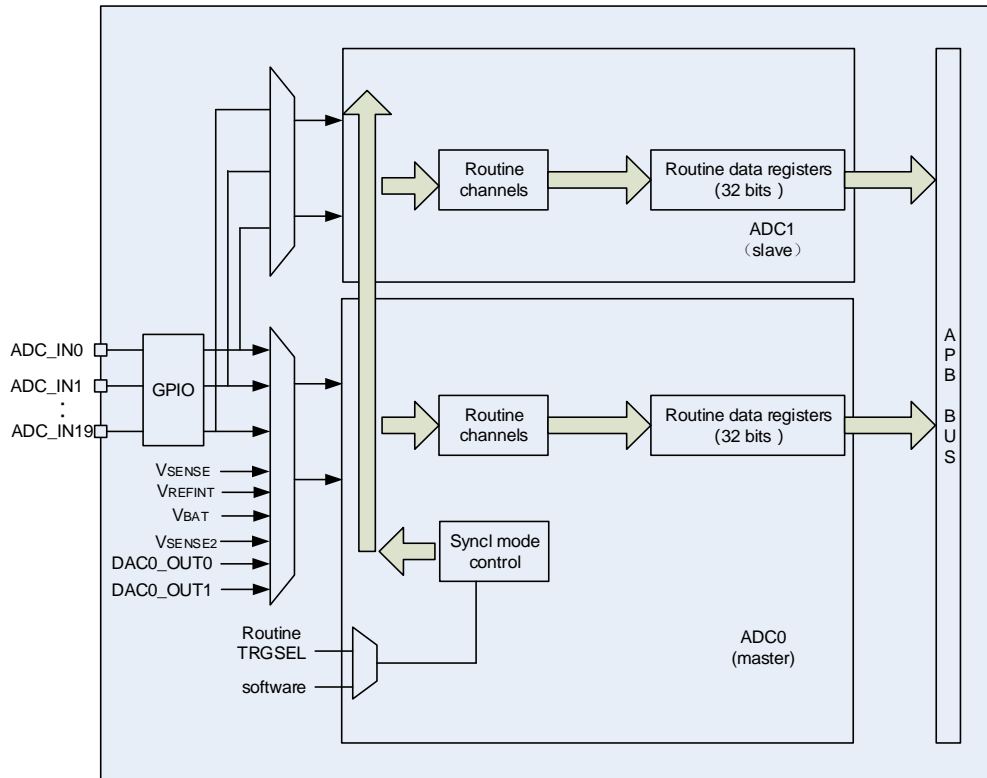 Routine
channels
Routine data registers
(32 bits )
ADC1
（slave）
ADC_IN0
ADC_IN1
⋮
ADC_IN19
GPIO
VSENSE
VREFINT
VBAT
VSENSE2
DAC0_OUT0
DAC0_OUT1
Routine
TRGSEL
software
Routine
channels
Routine data registers
(32 bits )
Syncl mode
control
ADC0
(master)
A
P
B
B
U
S